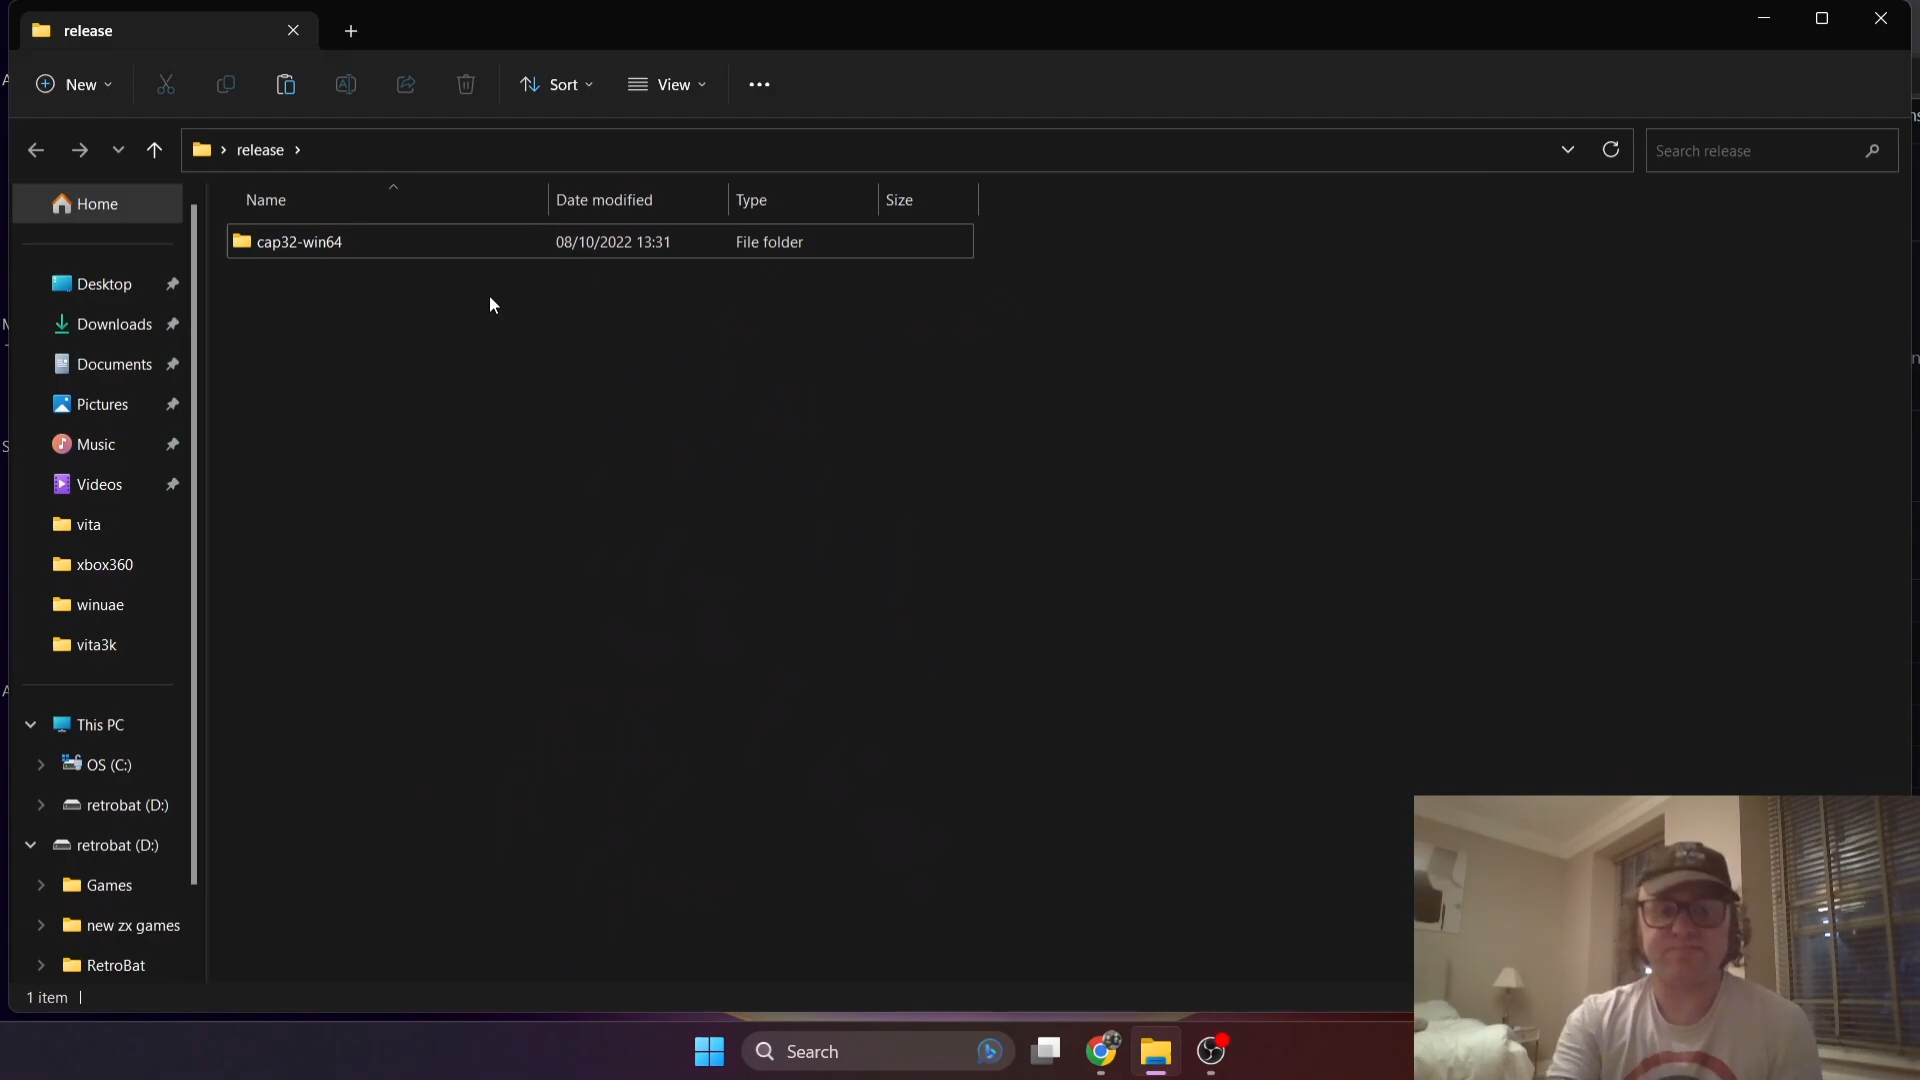 release
New
Sort
View
release
Search release
Name
Date modified
Type
Size
cap32-win64
08/10/2022 13:31
File folder
Home
Desktop
Downloads
Documents
Pictures
Music
Videos
vita
xbox360
winuae
vita3k
This PC
OS (C:)
retrobat (D:)
retrobat (D:)
Games
new zx games
RetroBat
1 item
Search